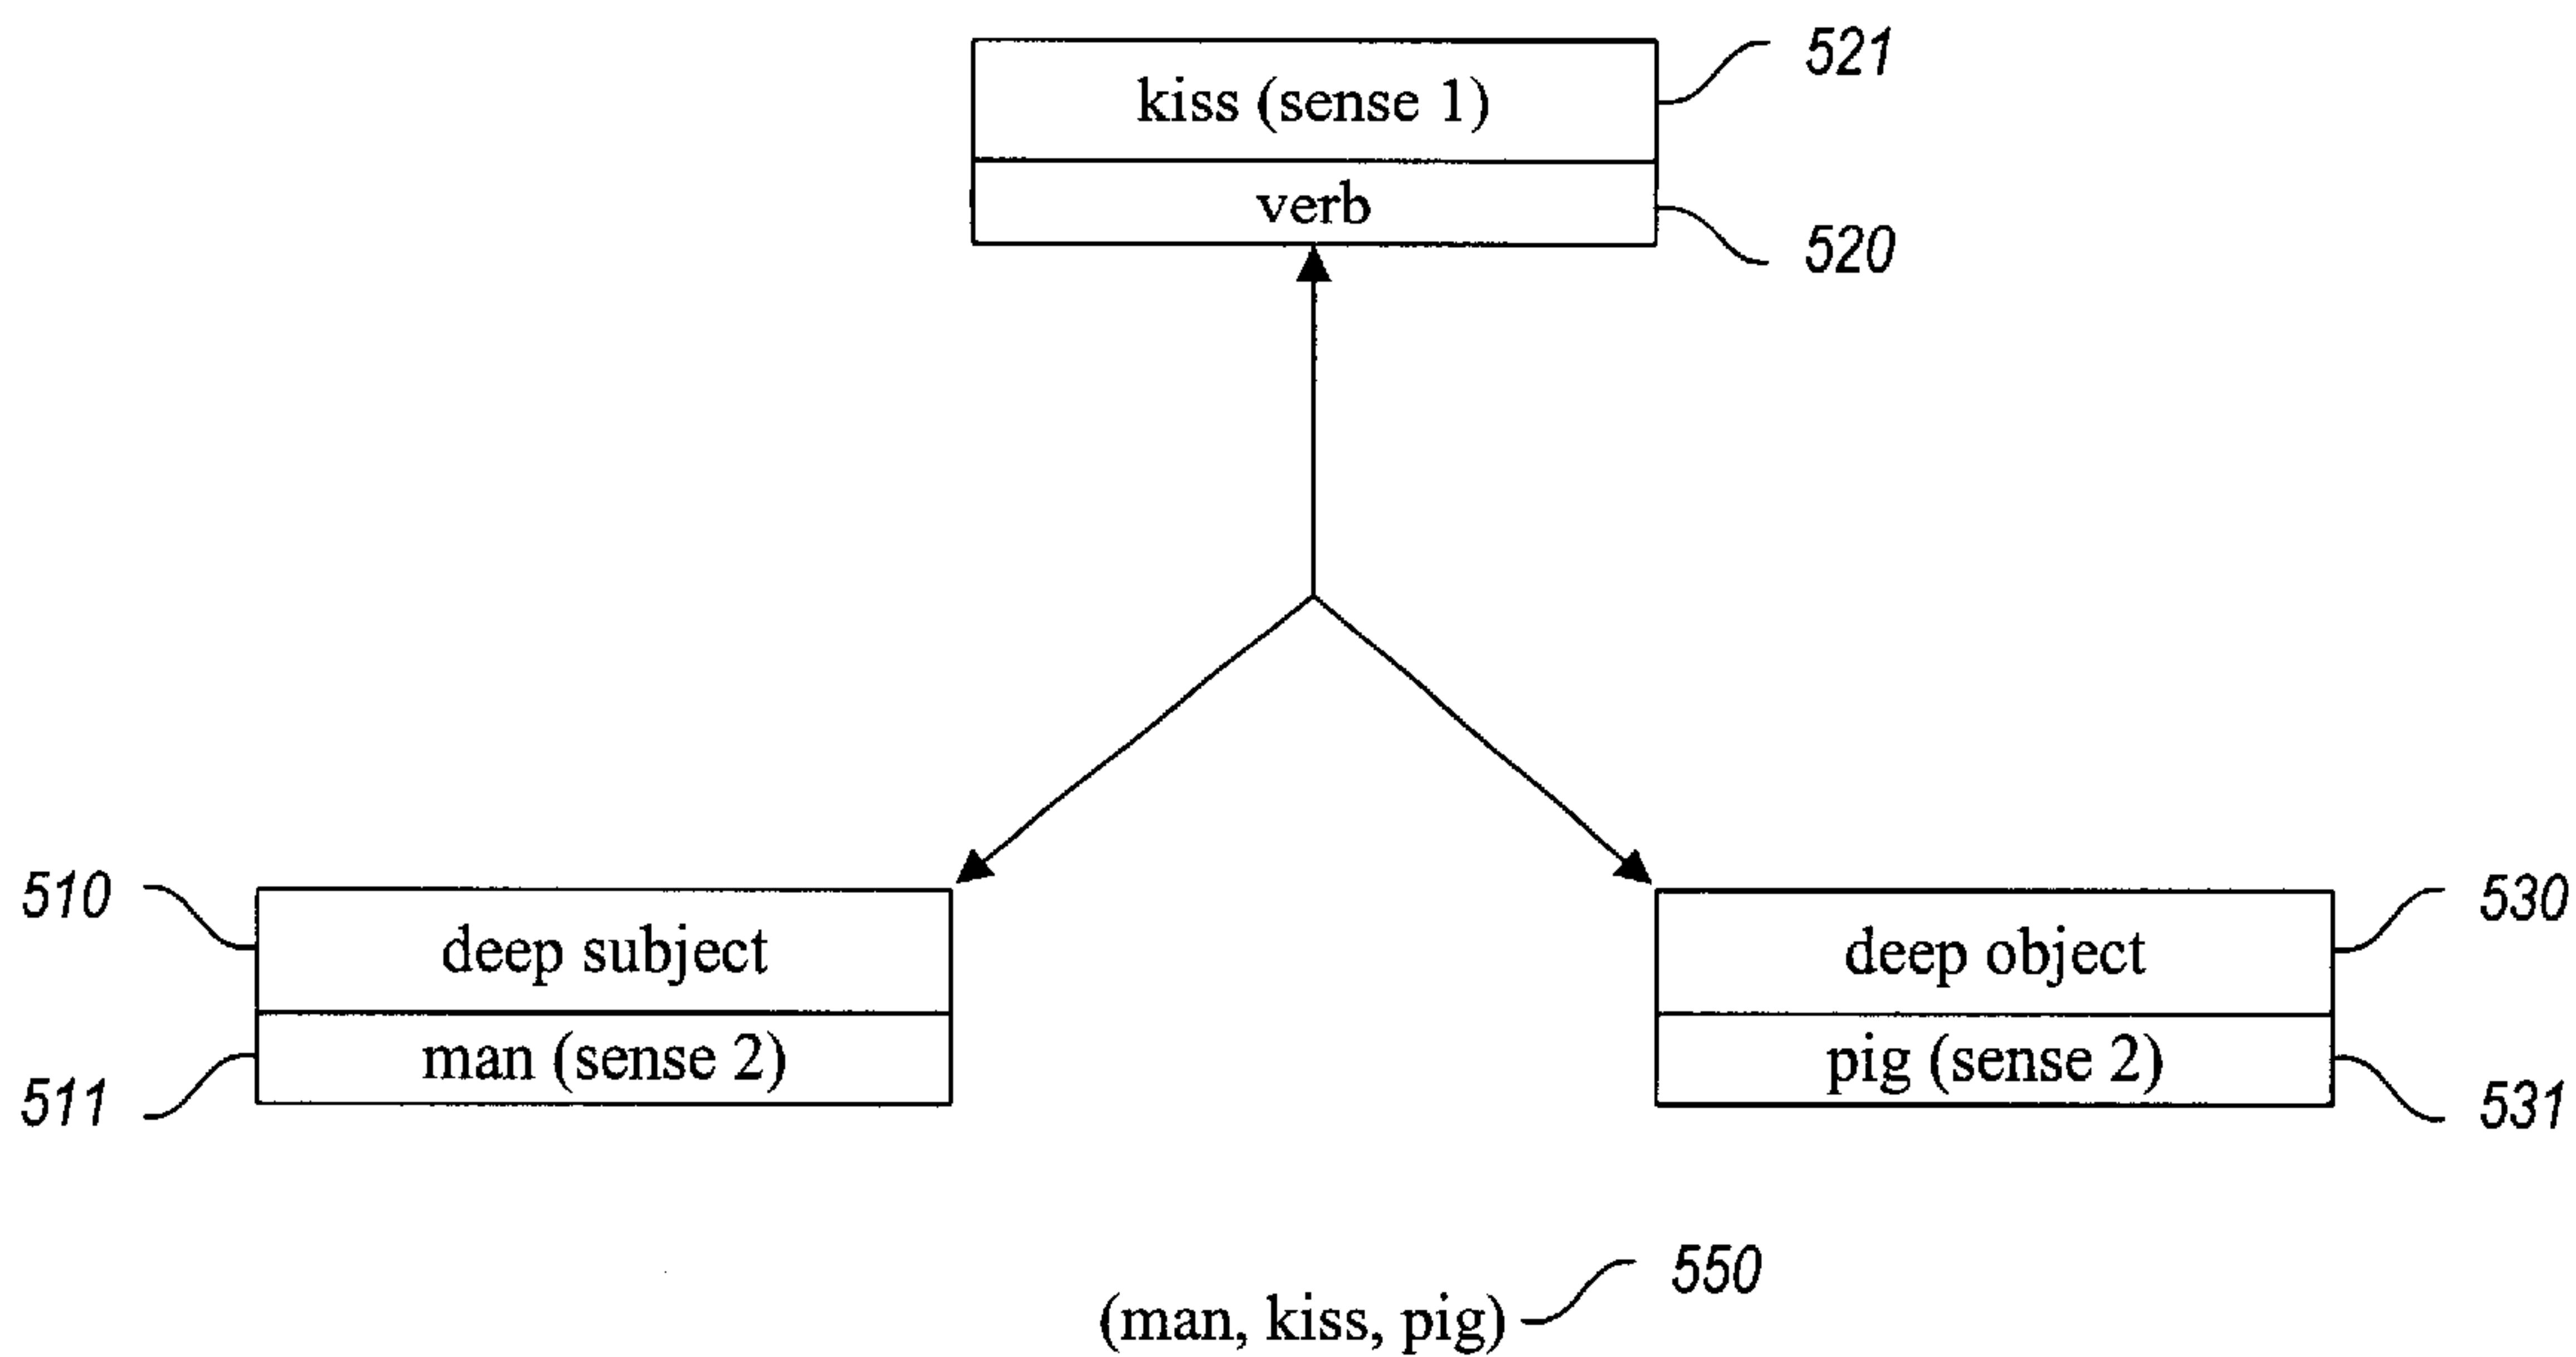 kiss (sense 1)
521
verb
520
510
deep subject
511
man (sense 2)
deep object
530
pig (sense 2)
531
(man, kiss, pig)
550